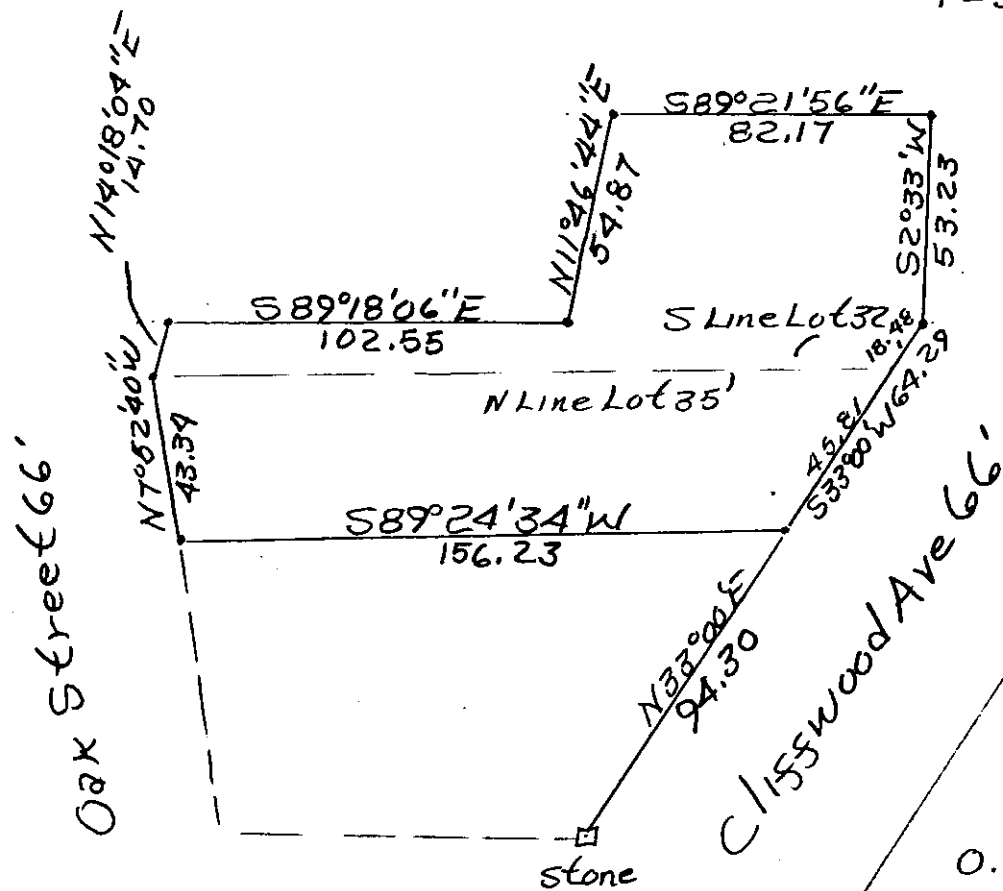 N14°18'04"E
14.70
S89°21'56"E
82.17
N11°46'44"E
54.87
S2°33'W
53.23
S89°18'06"E
102.55
S Line Lot 32
18.48
N Line Lot 35'
N7°52'40"W
43.34
45.81
S33°00'W 64.29
S89°24'34"W
156.23
Oak Street 66'
N33°00'E
94.30
Cliffwood Ave 66'
stone
O.